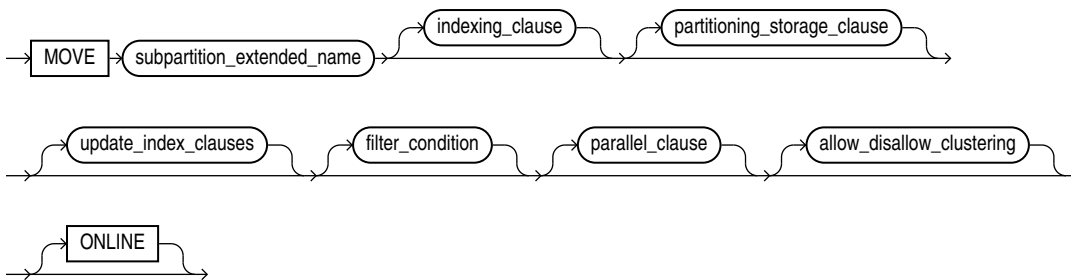 indexing_clause partitioning_storage_clause
MOVE subpartition_extended_name
update_index_clauses filter_condition parallel_clause allow_disallow_clustering
ONLINE